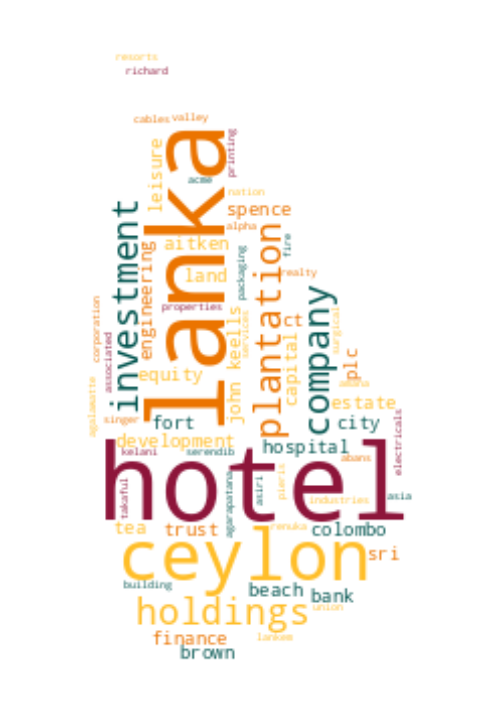 resorts
richard
cables valley
lanka
printing
leisure
acme
nation
investment
spence
alpha
plantation
aitken
engineering
fire
packaging
land
realty
company
properties
corporation
john keells
services
ct
capital
surgical
associated
plc
equity
agalawatte
estate
singer
fort
city
electricals
development
hospital
kelani
serendib
abans
hotel
takaful
agarapatana
asiri
pieris
industries
asia
tea
trust
renuka
colombo
ceylon
sri
building
beach
bank
holdings
union
finance
lankem
brown